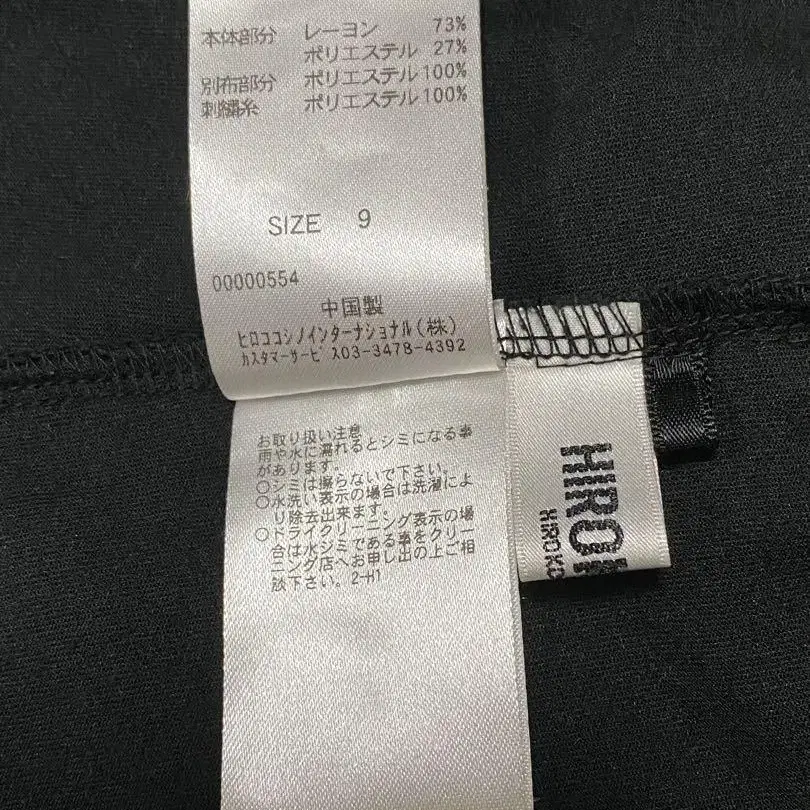 本体部分 レーヨン 73%
ポリエステル 27%
別布部分 ポリエステル 100%
刺繍糸 ポリエステル 100%
SIZE 9
00000554
中国製
ヒロココシノインターナショナル(株)
カスタマーサービス03-3478-4392
お取り扱い注意
雨や水に濡れるとシミになる事
があります。
○シミは擦らないで下さい。
○水洗い表示の場合は洗濯によ
り除去出来ます。
○ドライクリーニング表示の場
合は水シミである事をクリー
ニング店へお申し出の上ご相
談下さい。2-H1
HIROK
HIROKO